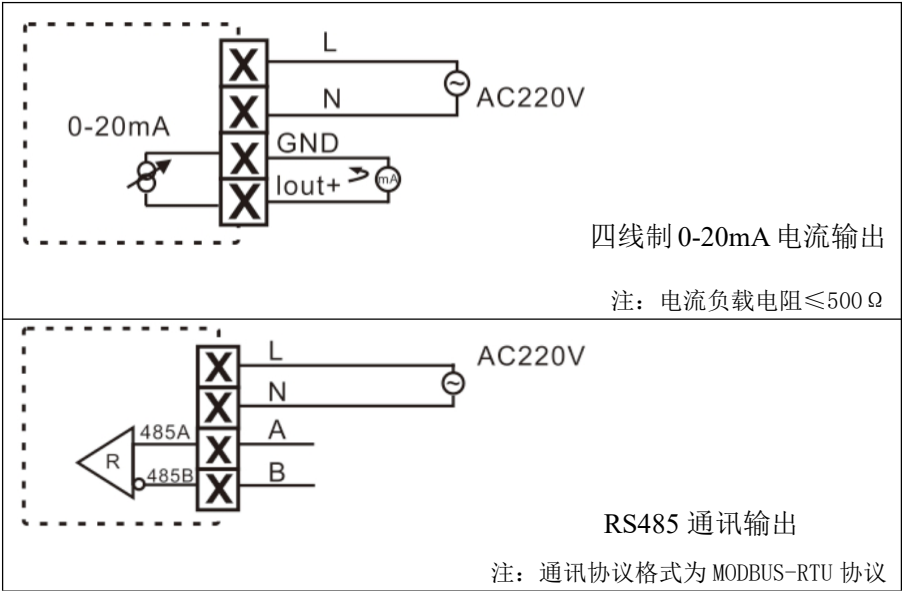 L
N
AC220V
0-20mA
GND
Iout+
mA
四线制 0-20mA 电流输出
注：电流负载电阻≤500Ω
L
AC220V
N
485A
A
R
485B
B
RS485 通讯输出
注：通讯协议格式为 MODBUS-RTU 协议